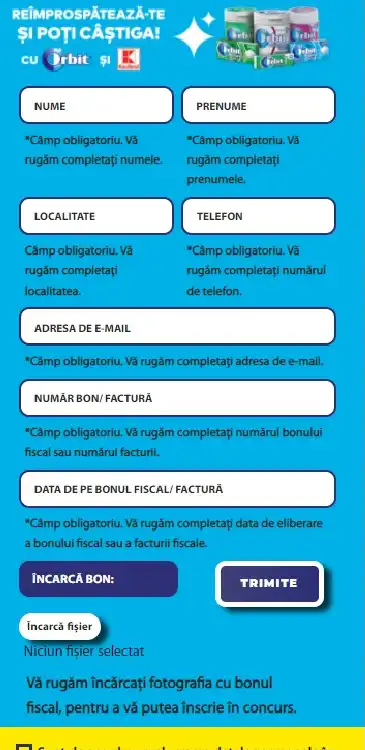 REÎMPROSPĂTEAZĂ-TE
ȘI POȚI CÂȘTIGA!
CU Orbit ȘI Kaufland
NUME
PRENUME
*Câmp obligatoriu. Vă
rugăm completați numele.
*Câmp obligatoriu. Vă
rugăm completați
prenumele.
LOCALITATE
TELEFON
Câmp obligatoriu. Vă
rugăm completați
localitatea.
*Câmp obligatoriu. Vă
rugăm completați numărul
de telefon.
ADRESA DE E-MAIL
*Câmp obligatoriu. Vă rugăm completați adresa de e-mail.
NUMĂR BON/ FACTURĂ
*Câmp obligatoriu. Vă rugăm completați numărul bonului
fiscal sau numărul facturii.
DATA DE PE BONUL FISCAL/ FACTURĂ
*Câmp obligatoriu. Vă rugăm completați data de eliberare
a bonului fiscal sau a facturii fiscale.
ÎNCARCĂ BON:
TRIMITE
Încarcă fișier
Niciun fișier selectat
Vă rugăm încărcați fotografia cu bonul
fiscal, pentru a vă putea înscrie în concurs.